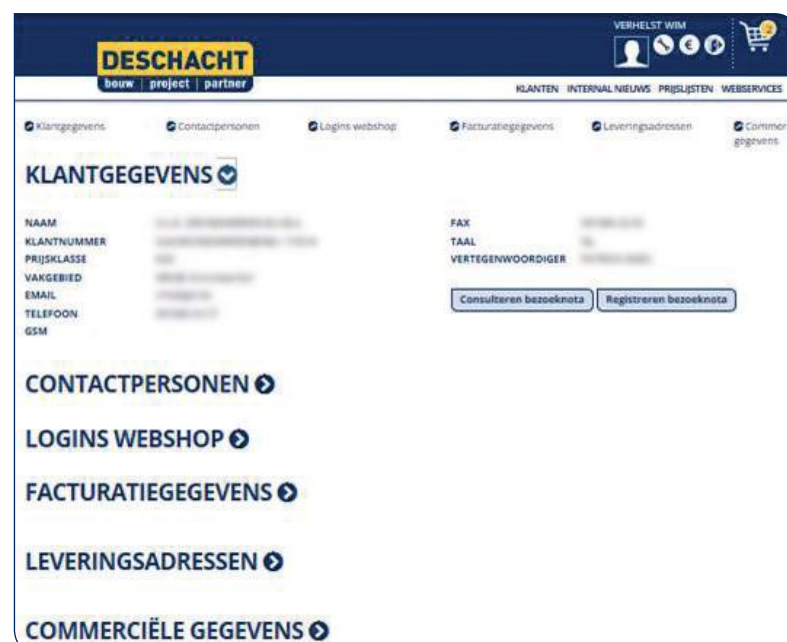 VERHELST WIM
DESCHACHT
bouw project partner
KLANTEN INTERNAL NIEUWS PRIJSLIJSTEN WEBSERVICES
Klantgegevens Contactpersonen Logins webshop Facturatiegegevens Leveringsadressen Commer
gegevens
KLANTGEGEVENS
NAAM
KLANTNUMMER
PRIJSKLASSE
VAKGEBIED
EMAIL
TELEFOON
GSM
FAX
TAAL
VERTEGENWOORDIGER
Consulteren bezoeknota Registreren bezoeknota
CONTACTPERSONEN
LOGINS WEBSHOP
FACTURATIEGEGEVENS
LEVERINGSADRESSEN
COMMERCIËLE GEGEVENS